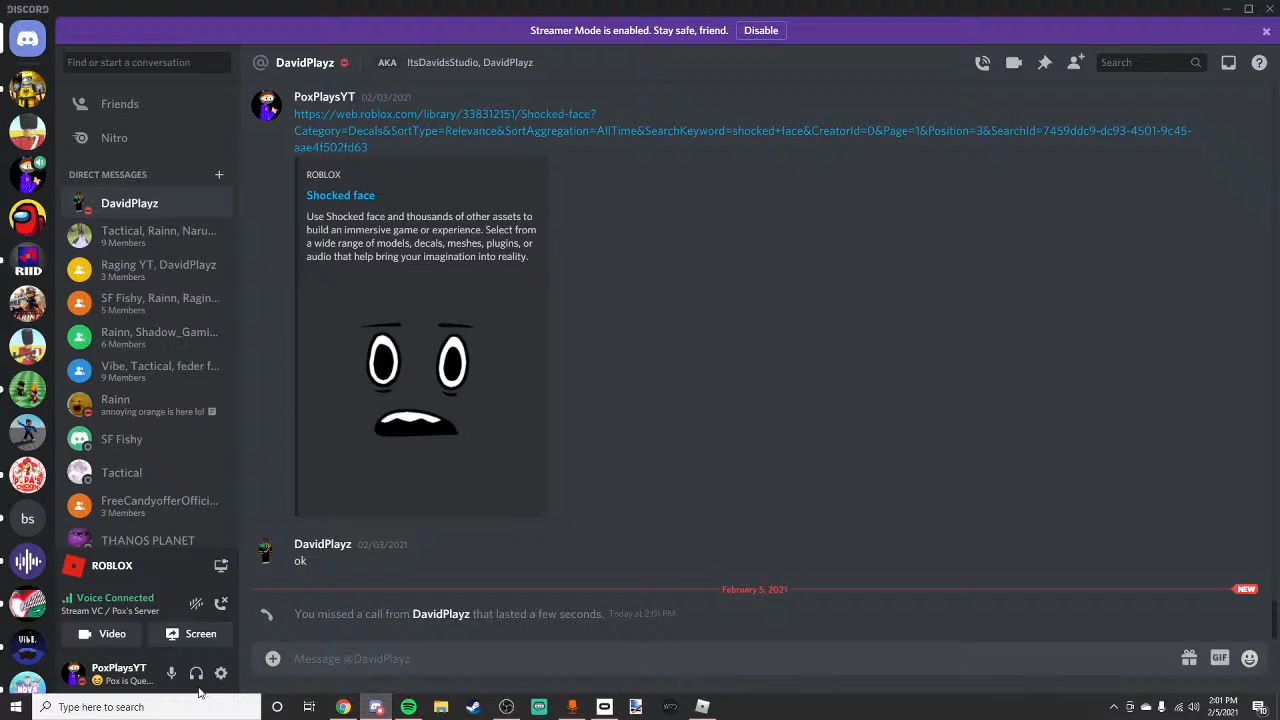 DISCORD
Streamer Mode is enabled. Stay safe, friend.
Disable
Find or start a conversation
DavidPlayz
AKA
ItsDavidsStudio, DavidPlayz
Search
Friends
Nitro
DIRECT MESSAGES
DavidPlayz
Tactical, Rainn, Naru...
9 Members
Raging YT, DavidPlayz
3 Members
SF Fishy, Rainn, Ragin...
5 Members
Rainn, Shadow_Gami...
6 Members
Vibe, Tactical, feder f...
9 Members
Rainn
annoying orange is here lol
SF Fishy
Tactical
FreeCandyofferOffici...
3 Members
THANOS PLANET
ROBLOX
Voice Connected
Stream VC / Pox's Server
Video
Screen
PoxPlaysYT
Pox is Que...
RIID
bs
PoxPlaysYT 02/03/2021
https://web.roblox.com/library/338312151/Shocked-face?
Category=Decals&SortType=Relevance&SortAggregation=AllTime&SearchKeyword=shocked+face&CreatorId=0&Page=1&Position=3&SearchId=7459ddc9-dc93-4501-9c45-
aae4f502fd63
ROBLOX
Shocked face
Use Shocked face and thousands of other assets to
build an immersive game or experience. Select from
a wide range of models, decals, meshes, plugins, or
audio that help bring your imagination into reality.
DavidPlayz 02/03/2021
ok
February 5, 2021
NEW
You missed a call from DavidPlayz that lasted a few seconds. Today at 2:01 PM
Message @DavidPlayz
GIF
Type here to search
2:01 PM
2/5/2021